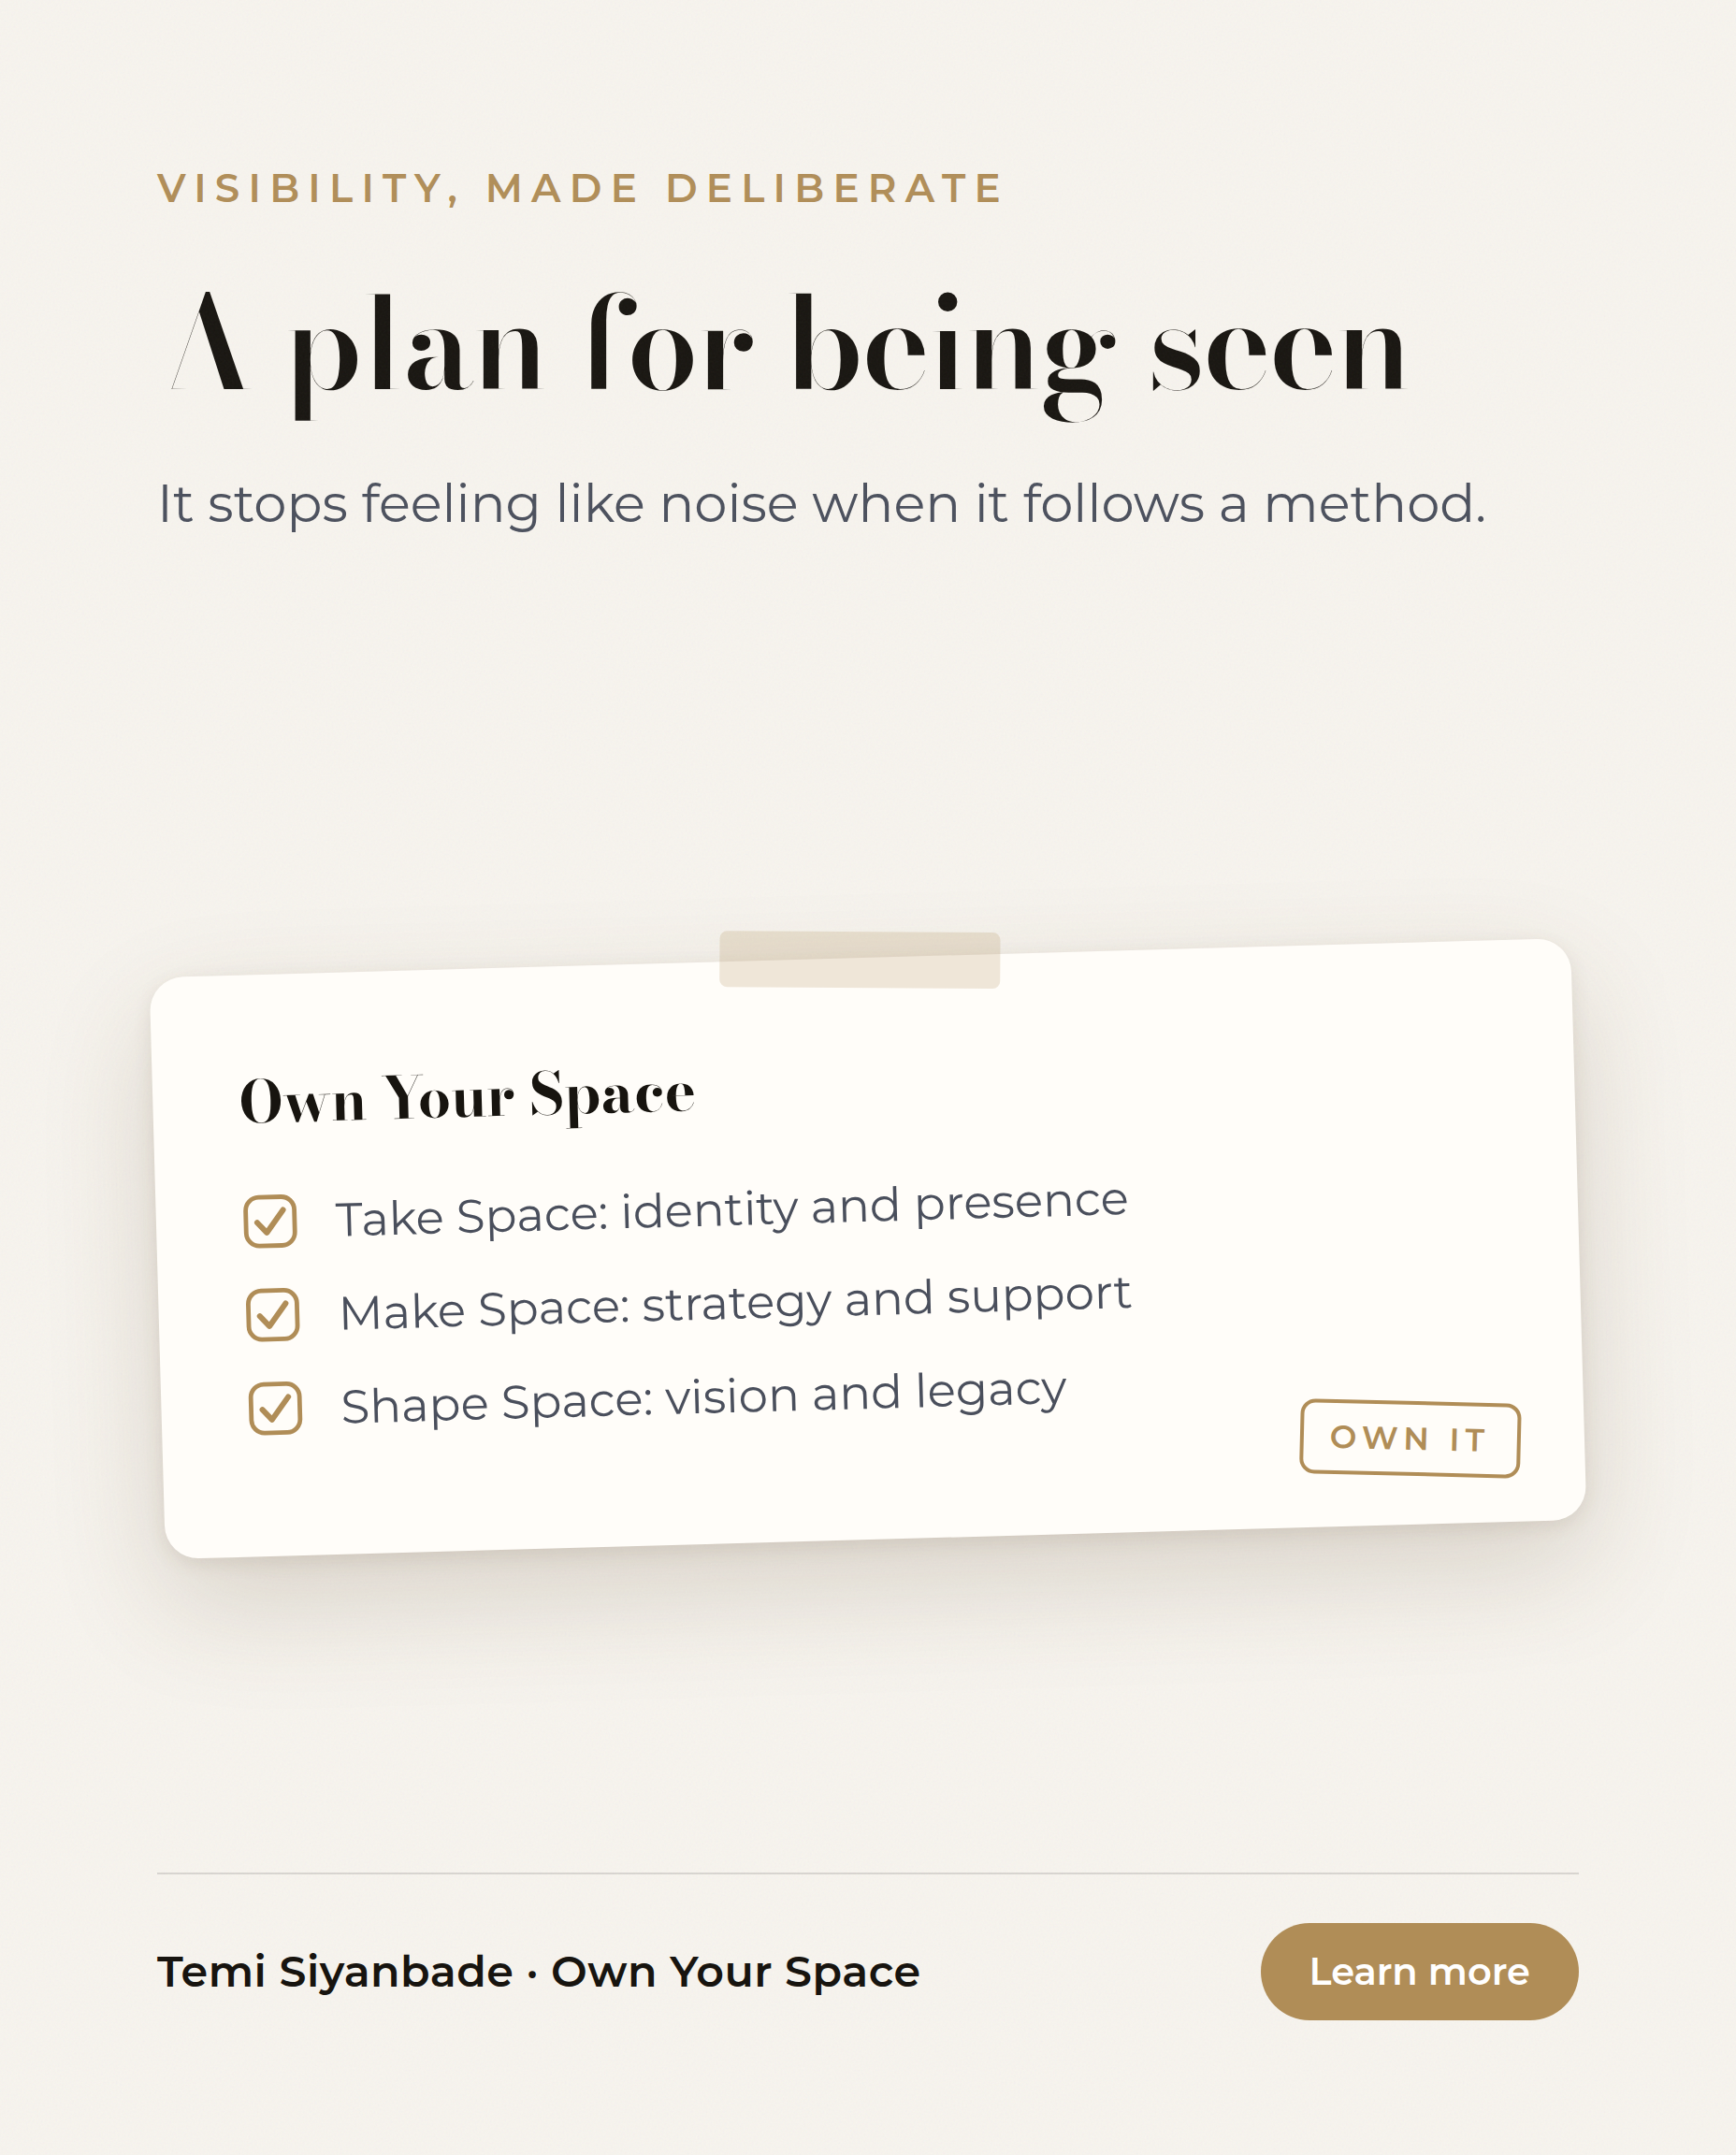 VISIBILITY, MADE DELIBERATE
A plan for being seen
It stops feeling like noise when it follows a method.
Own Your Space
Take Space: identity and presence
Make Space: strategy and support
Shape Space: vision and legacy
OWN IT
Temi Siyanbade · Own Your Space
Learn more